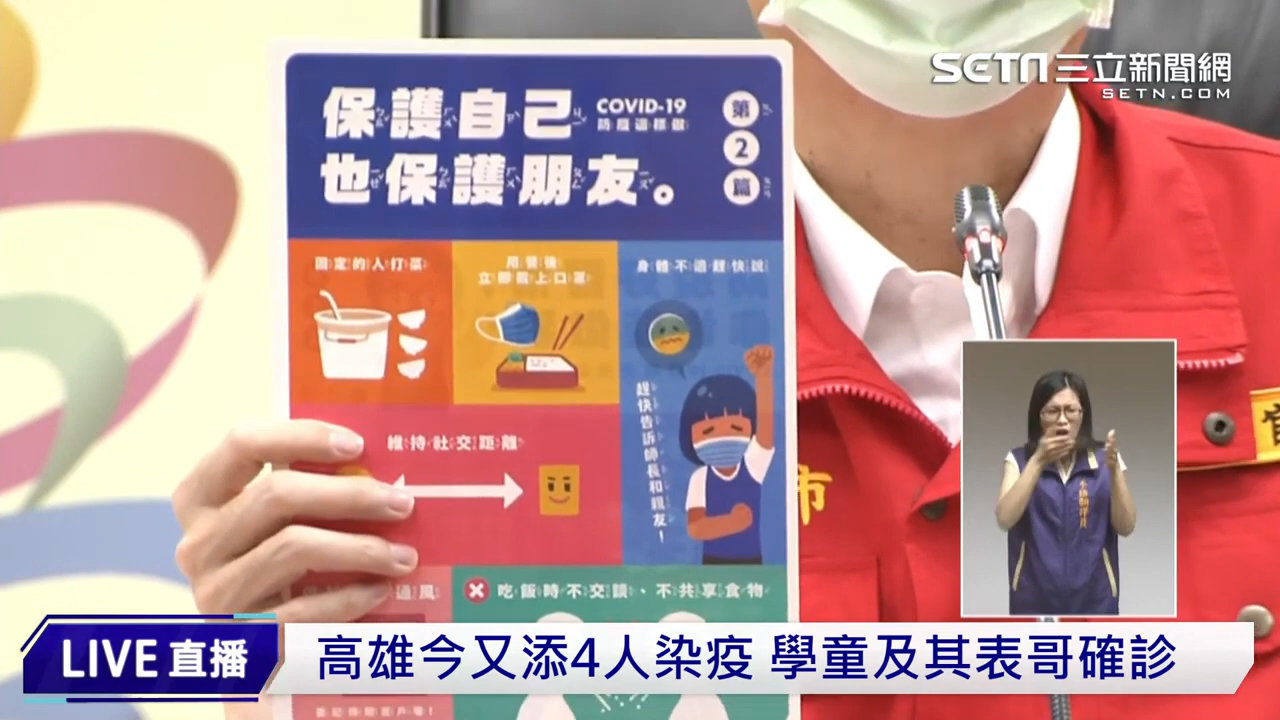 SETN三立新聞網
SETN.COM
保護自己
COVID-19
防疫這樣做
也保護朋友。
第2篇
固定的人打菜
用餐後
立即戴上口罩
身體不適趕快說
趕快告訴師長和親友！
維持社交距離
通風
吃飯時不交談、不共享食物
市
LIVE 直播
高雄今又添4人染疫 學童及其表哥確診